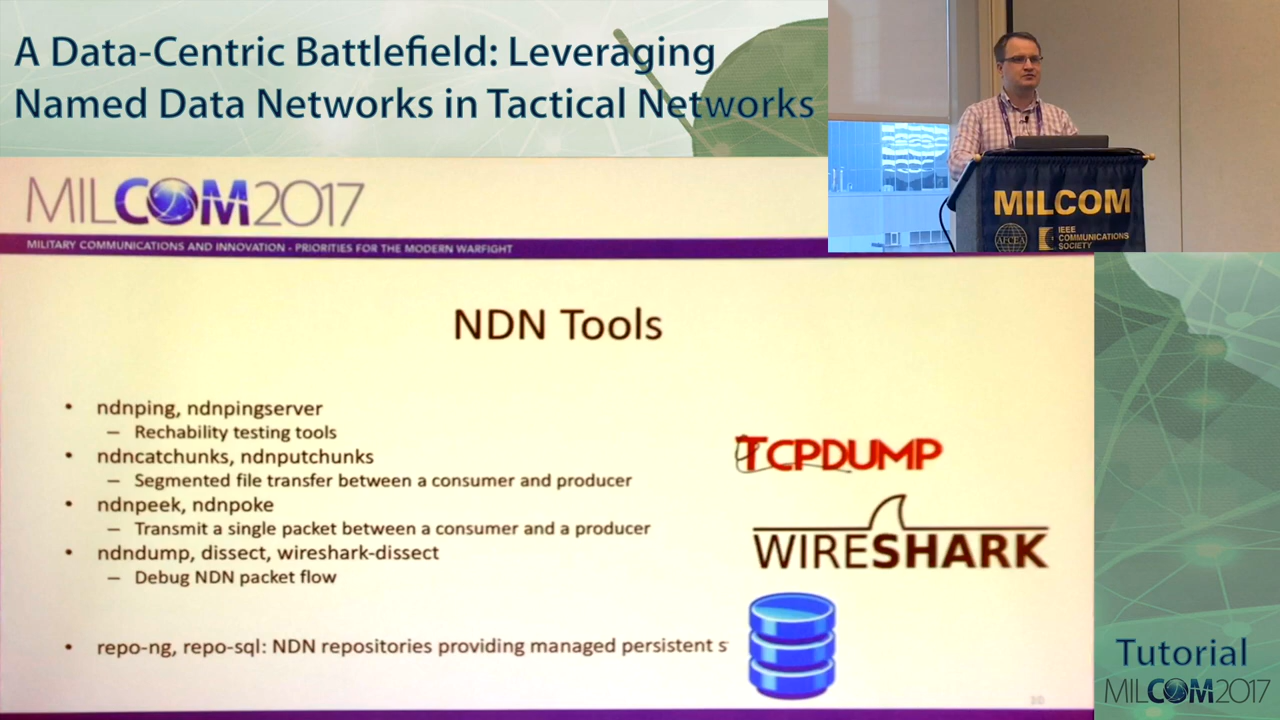 A Data-Centric Battlefield: Leveraging
Named Data Networks in Tactical Networks
MILCOM2017
MILITARY COMMUNICATIONS AND INNOVATION - PRIORITIES FOR THE MODERN WARFIGHT
MILCOM
AFCEA
IEEE
COMMUNICATIONS
SOCIETY
NDN Tools
• ndnping, ndnpingserver
– Rechability testing tools
• ndncatchunks, ndnputchunks
– Segmented file transfer between a consumer and producer
• ndnpeek, ndnpoke
– Transmit a single packet between a consumer and a producer
• ndndump, dissect, wireshark-dissect
– Debug NDN packet flow
• repo-ng, repo-sql: NDN repositories providing managed persistent s
TCPDUMP
WIRESHARK
Tutorial
MILCOM2017